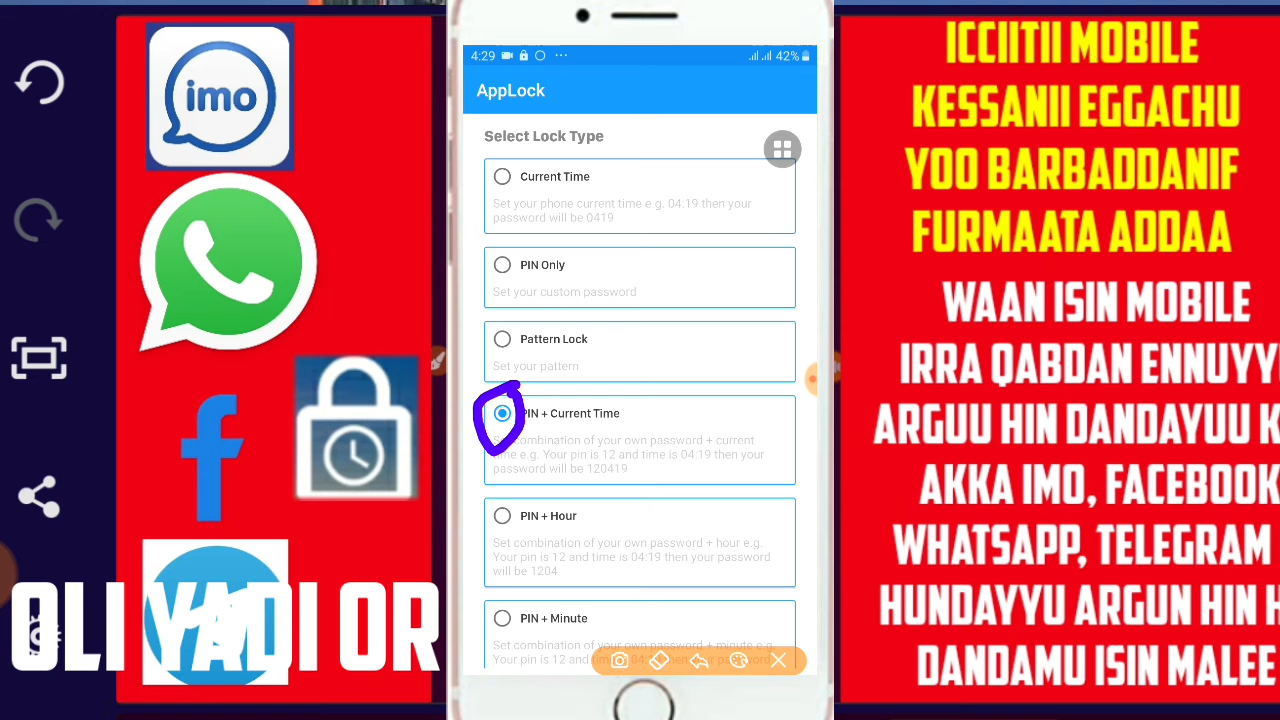 imo
OLI YADI OR
4:29
42%
AppLock
Select Lock Type
Current Time
Set your phone current time e.g. 04:19 then your
password will be 0419
PIN Only
Set your custom password
Pattern Lock
Set your pattern
PIN + Current Time
combination of your own password + current
e.g. Your pin is 12 and time is 04:19 then your
password will be 120419
PIN + Hour
Set combination of your own password + hour e.g.
Your pin is 12 and time is 04:19 then your password
will be 1204
PIN + Minute
Set combination of your own password + minute e.g.
Your pin is 12 and
ICCIITII MOBILE
KESSANII EGGACHU
YOO BARBADDANIF
FURMAATA ADDAA
WAAN ISIN MOBILE
IRRA QABDAN ENNUYY
ARGUU HIN DANDAYUU K
AKKA IMO, FACEBOOK
WHATSAPP, TELEGRAM
HUNDAYYU ARGUN HIN H
DANDAMU ISIN MALEE